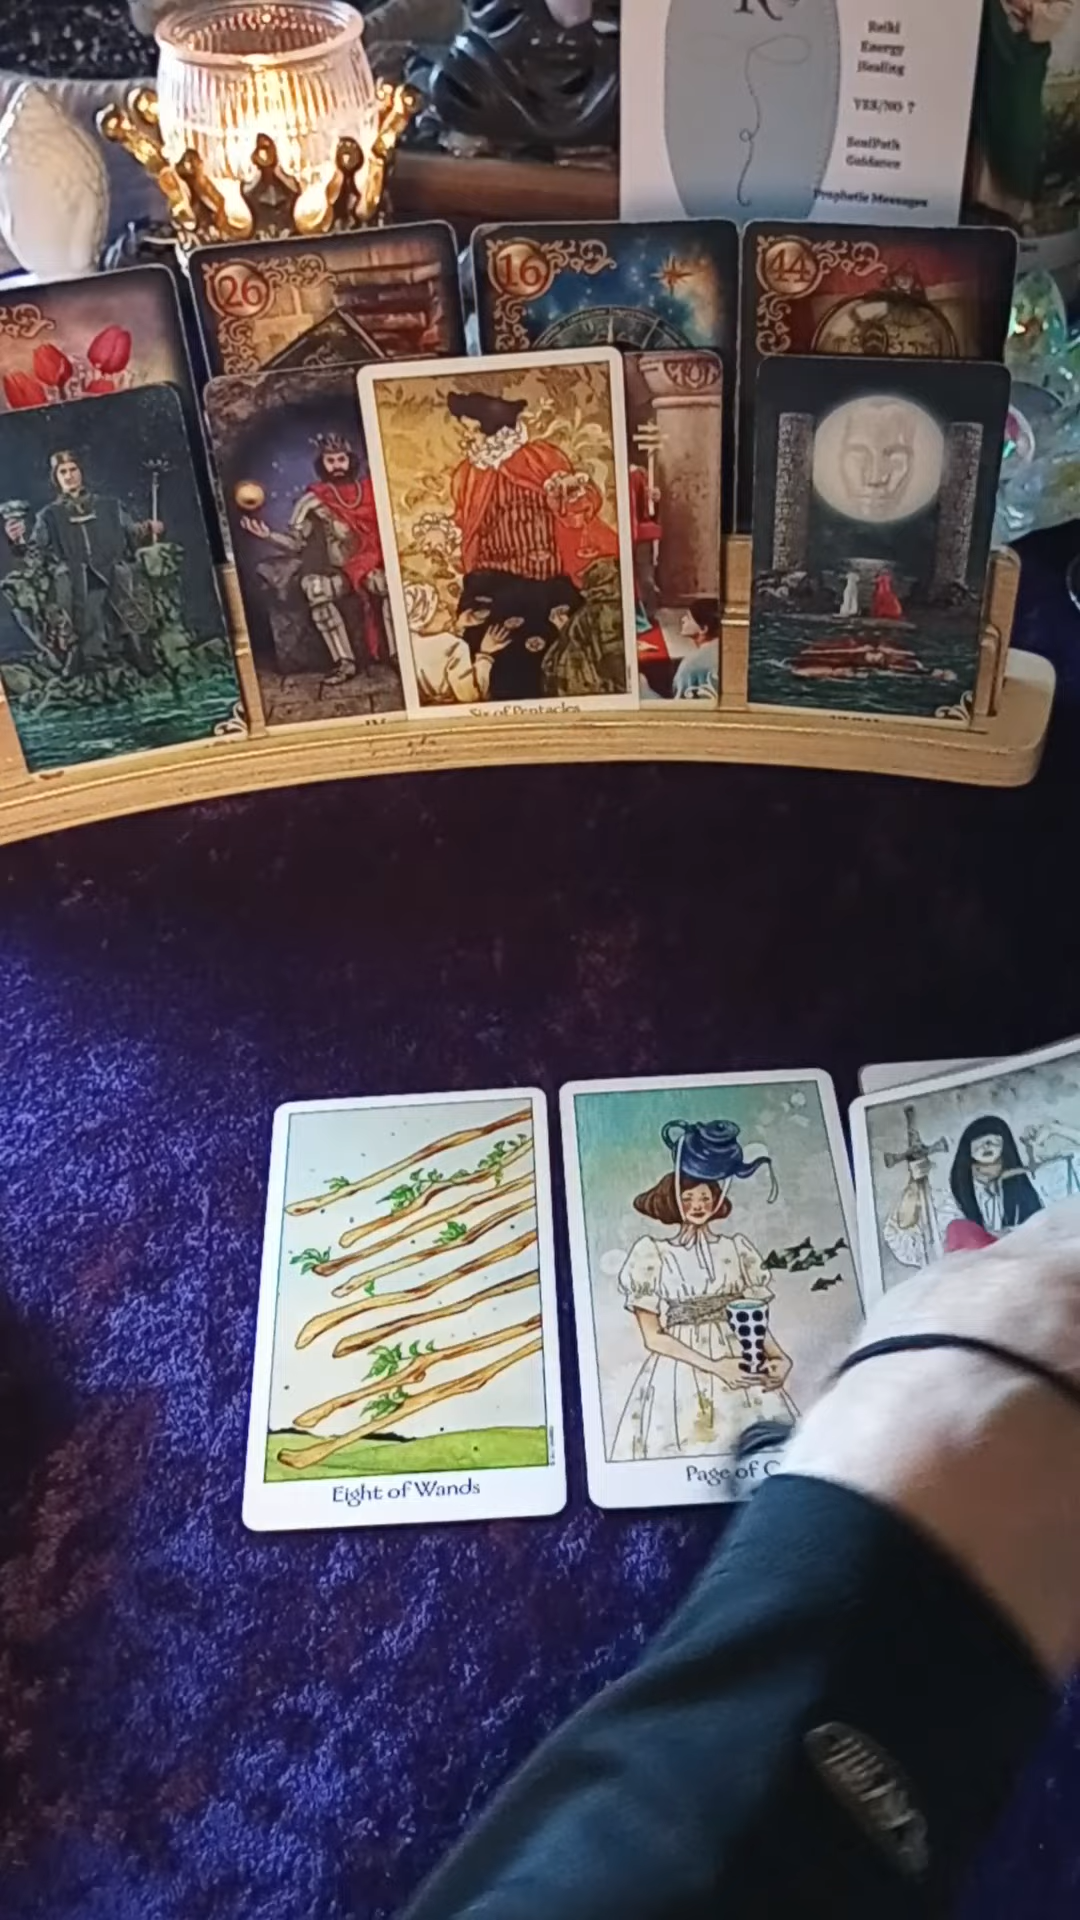 Reiki
Energy
Healing
YES/NO ?
SoulPath
Guidance
Prophetic Messages
26
16
44
IV
Six of Pentacles
Eight of Wands
Page of C